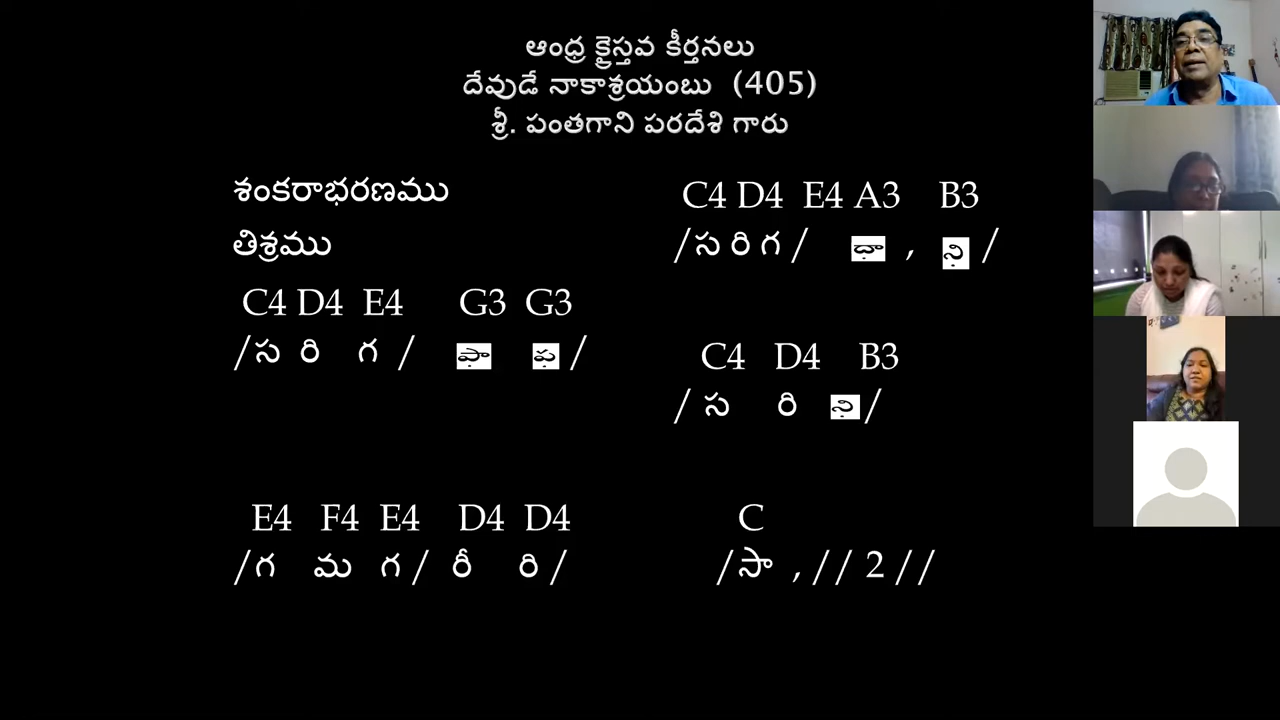 ఆంధ్ర క్రైస్తవ కీర్తనలు
దేవుడే నాకాశ్రయంబు (405)
శ్రీ. పంతగాని పరదేశి గారు
శంకరాభరణము
తిశ్రము
C4 D4 E4 G3 G3
/స రి గ / పా̣ ప̣ /
E4 F4 E4 D4 D4
/గ మ గ / రీ రి /
C4 D4 E4 A3 B3
/స రి గ / దా̣ , ని̣ /
C4 D4 B3
/ స రి ని̣ /
C
/సా , // 2 //